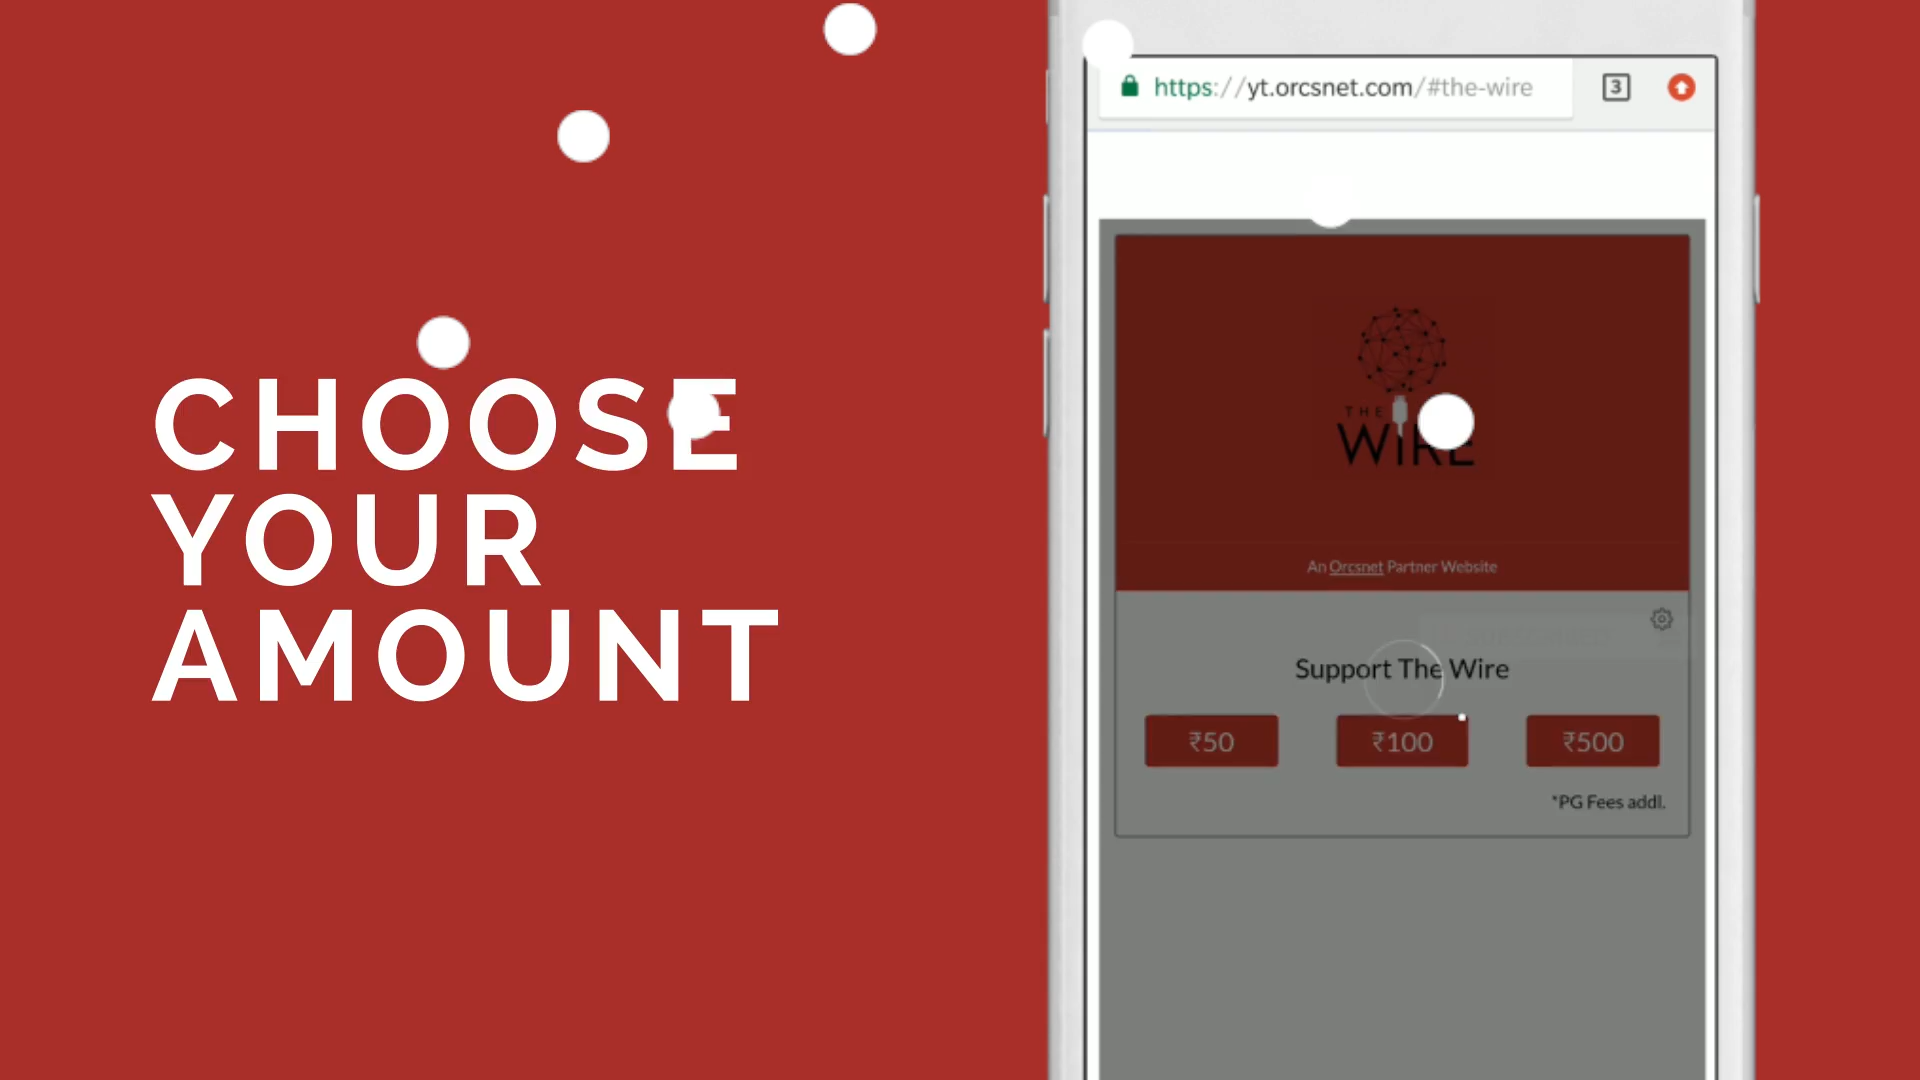 CHOOSE
YOUR
AMOUNT
https://yt.orcsnet.com/#the-wire
3
THE
WIRE
An Orcsnet Partner Website
Support The Wire
₹50
₹100
₹500
*PG Fees addl.